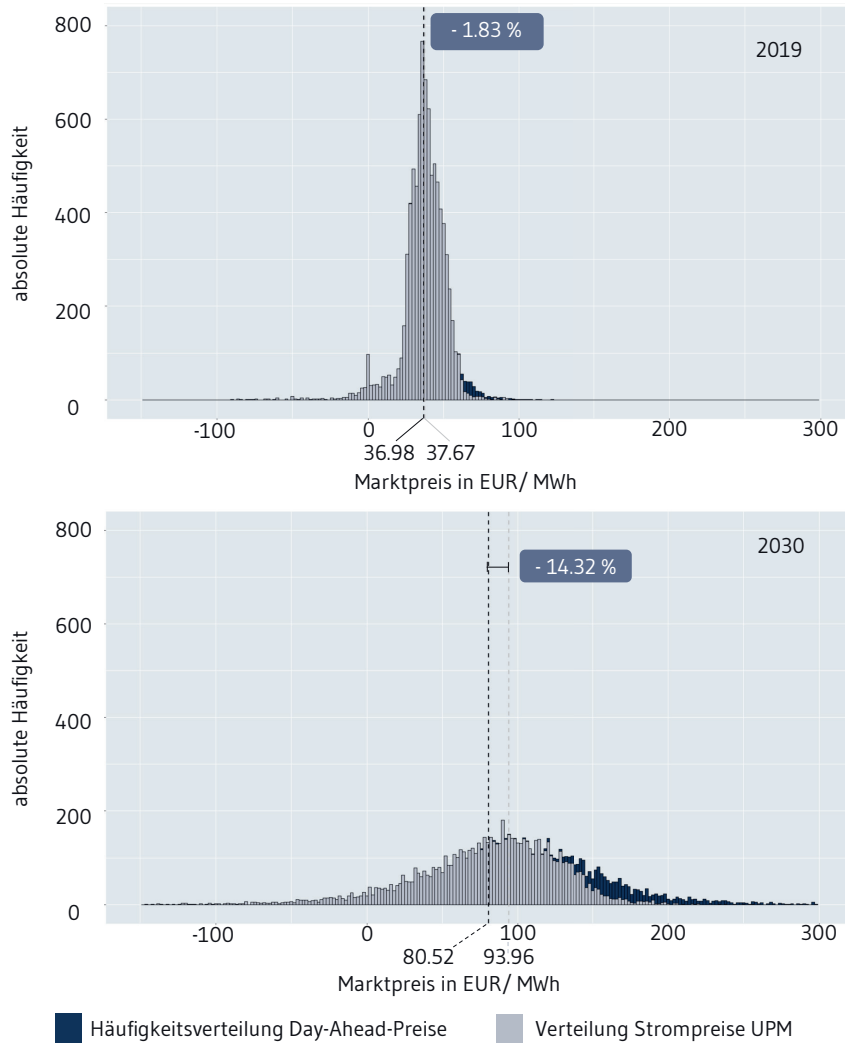 800
- 1.83 %
2019
600
absolute Häufigkeit
400
200
0
-100 0 100 200 300
36.98 37.67
Marktpreis in EUR/ MWh
800
2030
- 14.32 %
600
absolute Häufigkeit
400
200
0
-100 0 100 200 300
80.52 93.96
Marktpreis in EUR/ MWh
Häufigkeitsverteilung Day-Ahead-Preise Verteilung Strompreise UPM